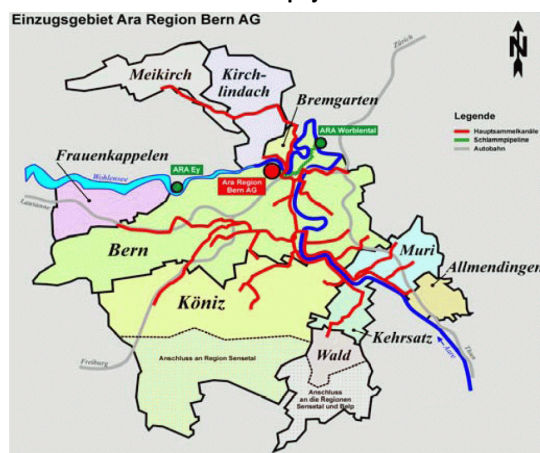 Einzugsgebiet Ara Region Bern AG
Zürich
N
Meikirch
Kirch-
lindach
Bremgarten
ARA Worblental
Legende
Hauptsammelkanäle
Schlammpipeline
Autobahn
Frauenkappelen
Wohlensee
ARA Ey
Ara Region
Bern AG
Lausanne
Bern
Muri
Allmendingen
Köniz
Kehrsatz
Wald
Aare
Thun
Freiburg
Anschluss an Region Sensetal
Anschluss
an die Regionen
Sensetal und Belp